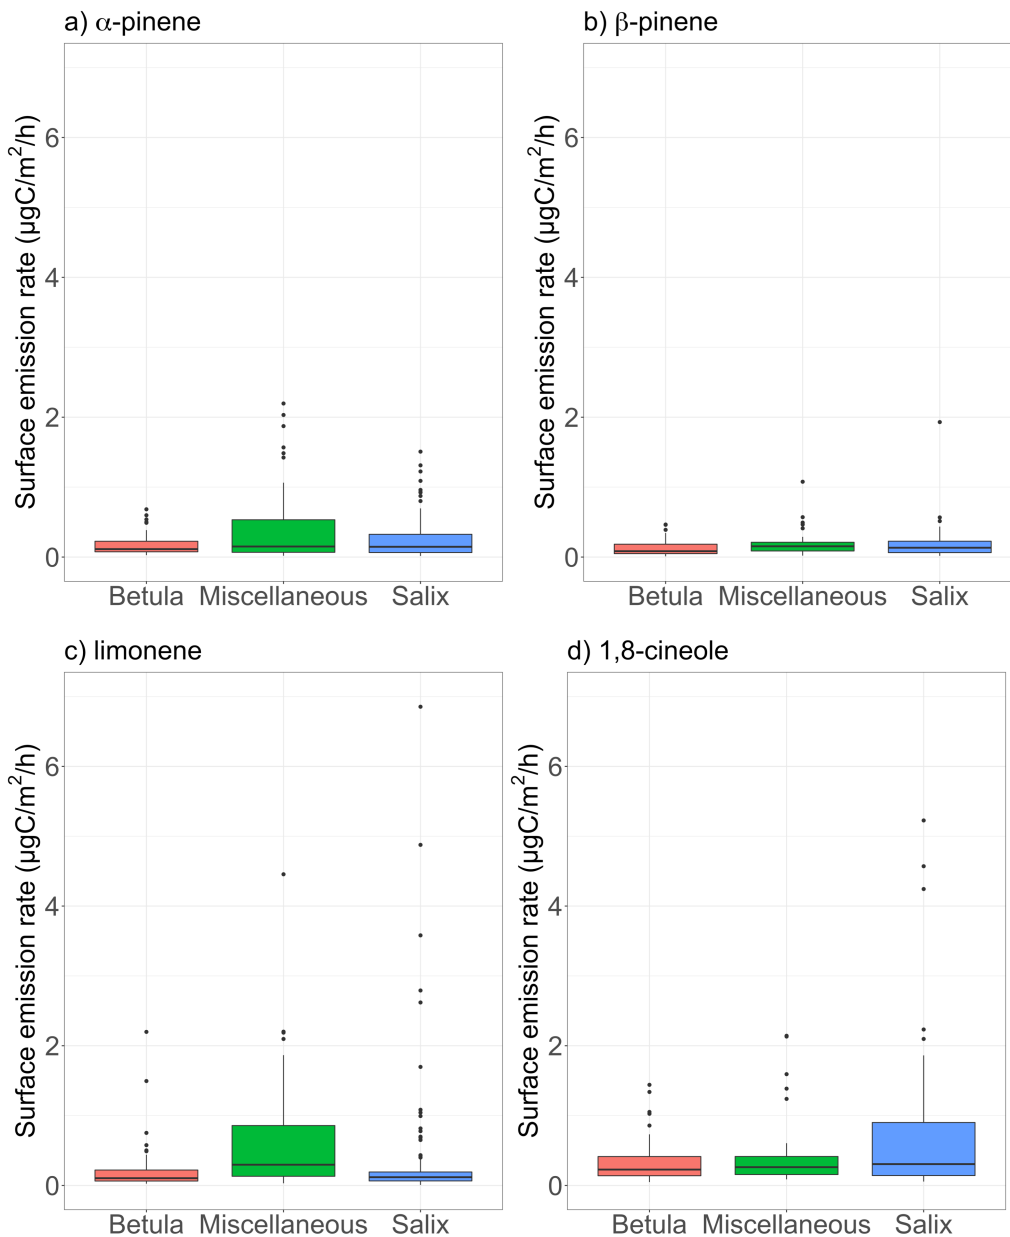 a) α-pinene
Surface emission rate (µgC/m²/h)
6
4
2
0
Betula Miscellaneous Salix
b) β-pinene
Surface emission rate (µgC/m²/h)
6
4
2
0
Betula Miscellaneous Salix
c) limonene
Surface emission rate (µgC/m²/h)
6
4
2
0
Betula Miscellaneous Salix
d) 1,8-cineole
Surface emission rate (µgC/m²/h)
6
4
2
0
Betula Miscellaneous Salix